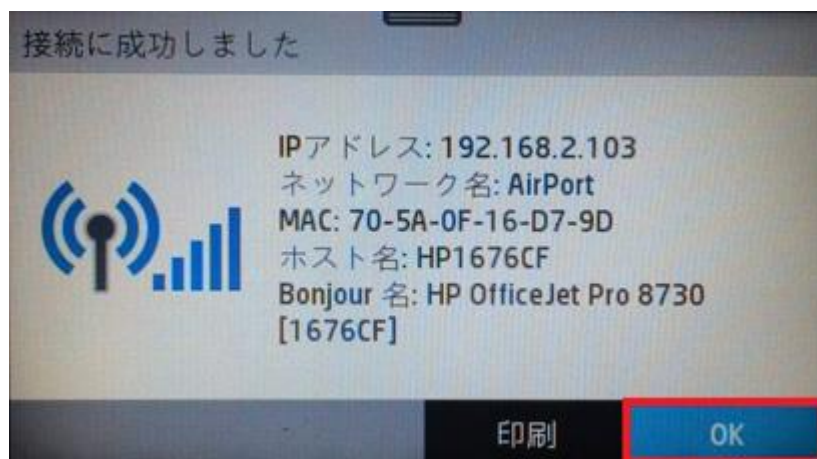 接続に成功しました
IPアドレス: 192.168.2.103
ネットワーク名: AirPort
MAC: 70-5A-0F-16-D7-9D
ホスト名: HP1676CF
Bonjour 名: HP OfficeJet Pro 8730
[1676CF]
印刷
OK